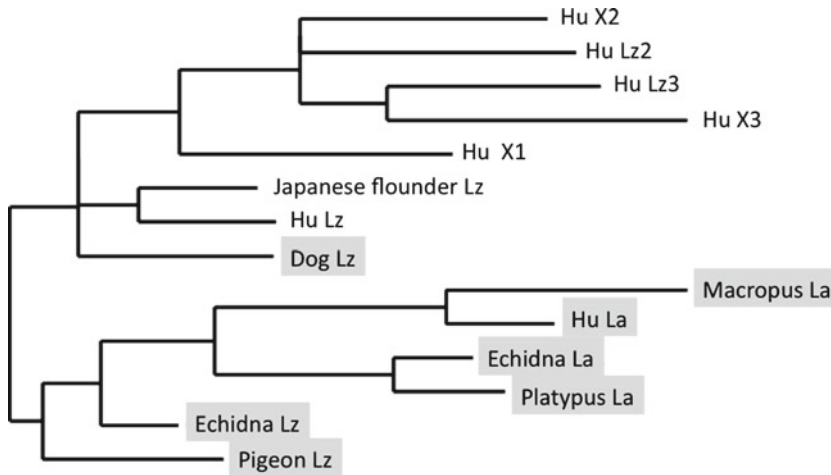 Hu X2
Hu Lz2
Hu Lz3
Hu X3
Hu X1
Japanese flounder Lz
Hu Lz
Dog Lz
Macropus La
Hu La
Echidna La
Platypus La
Echidna Lz
Pigeon Lz